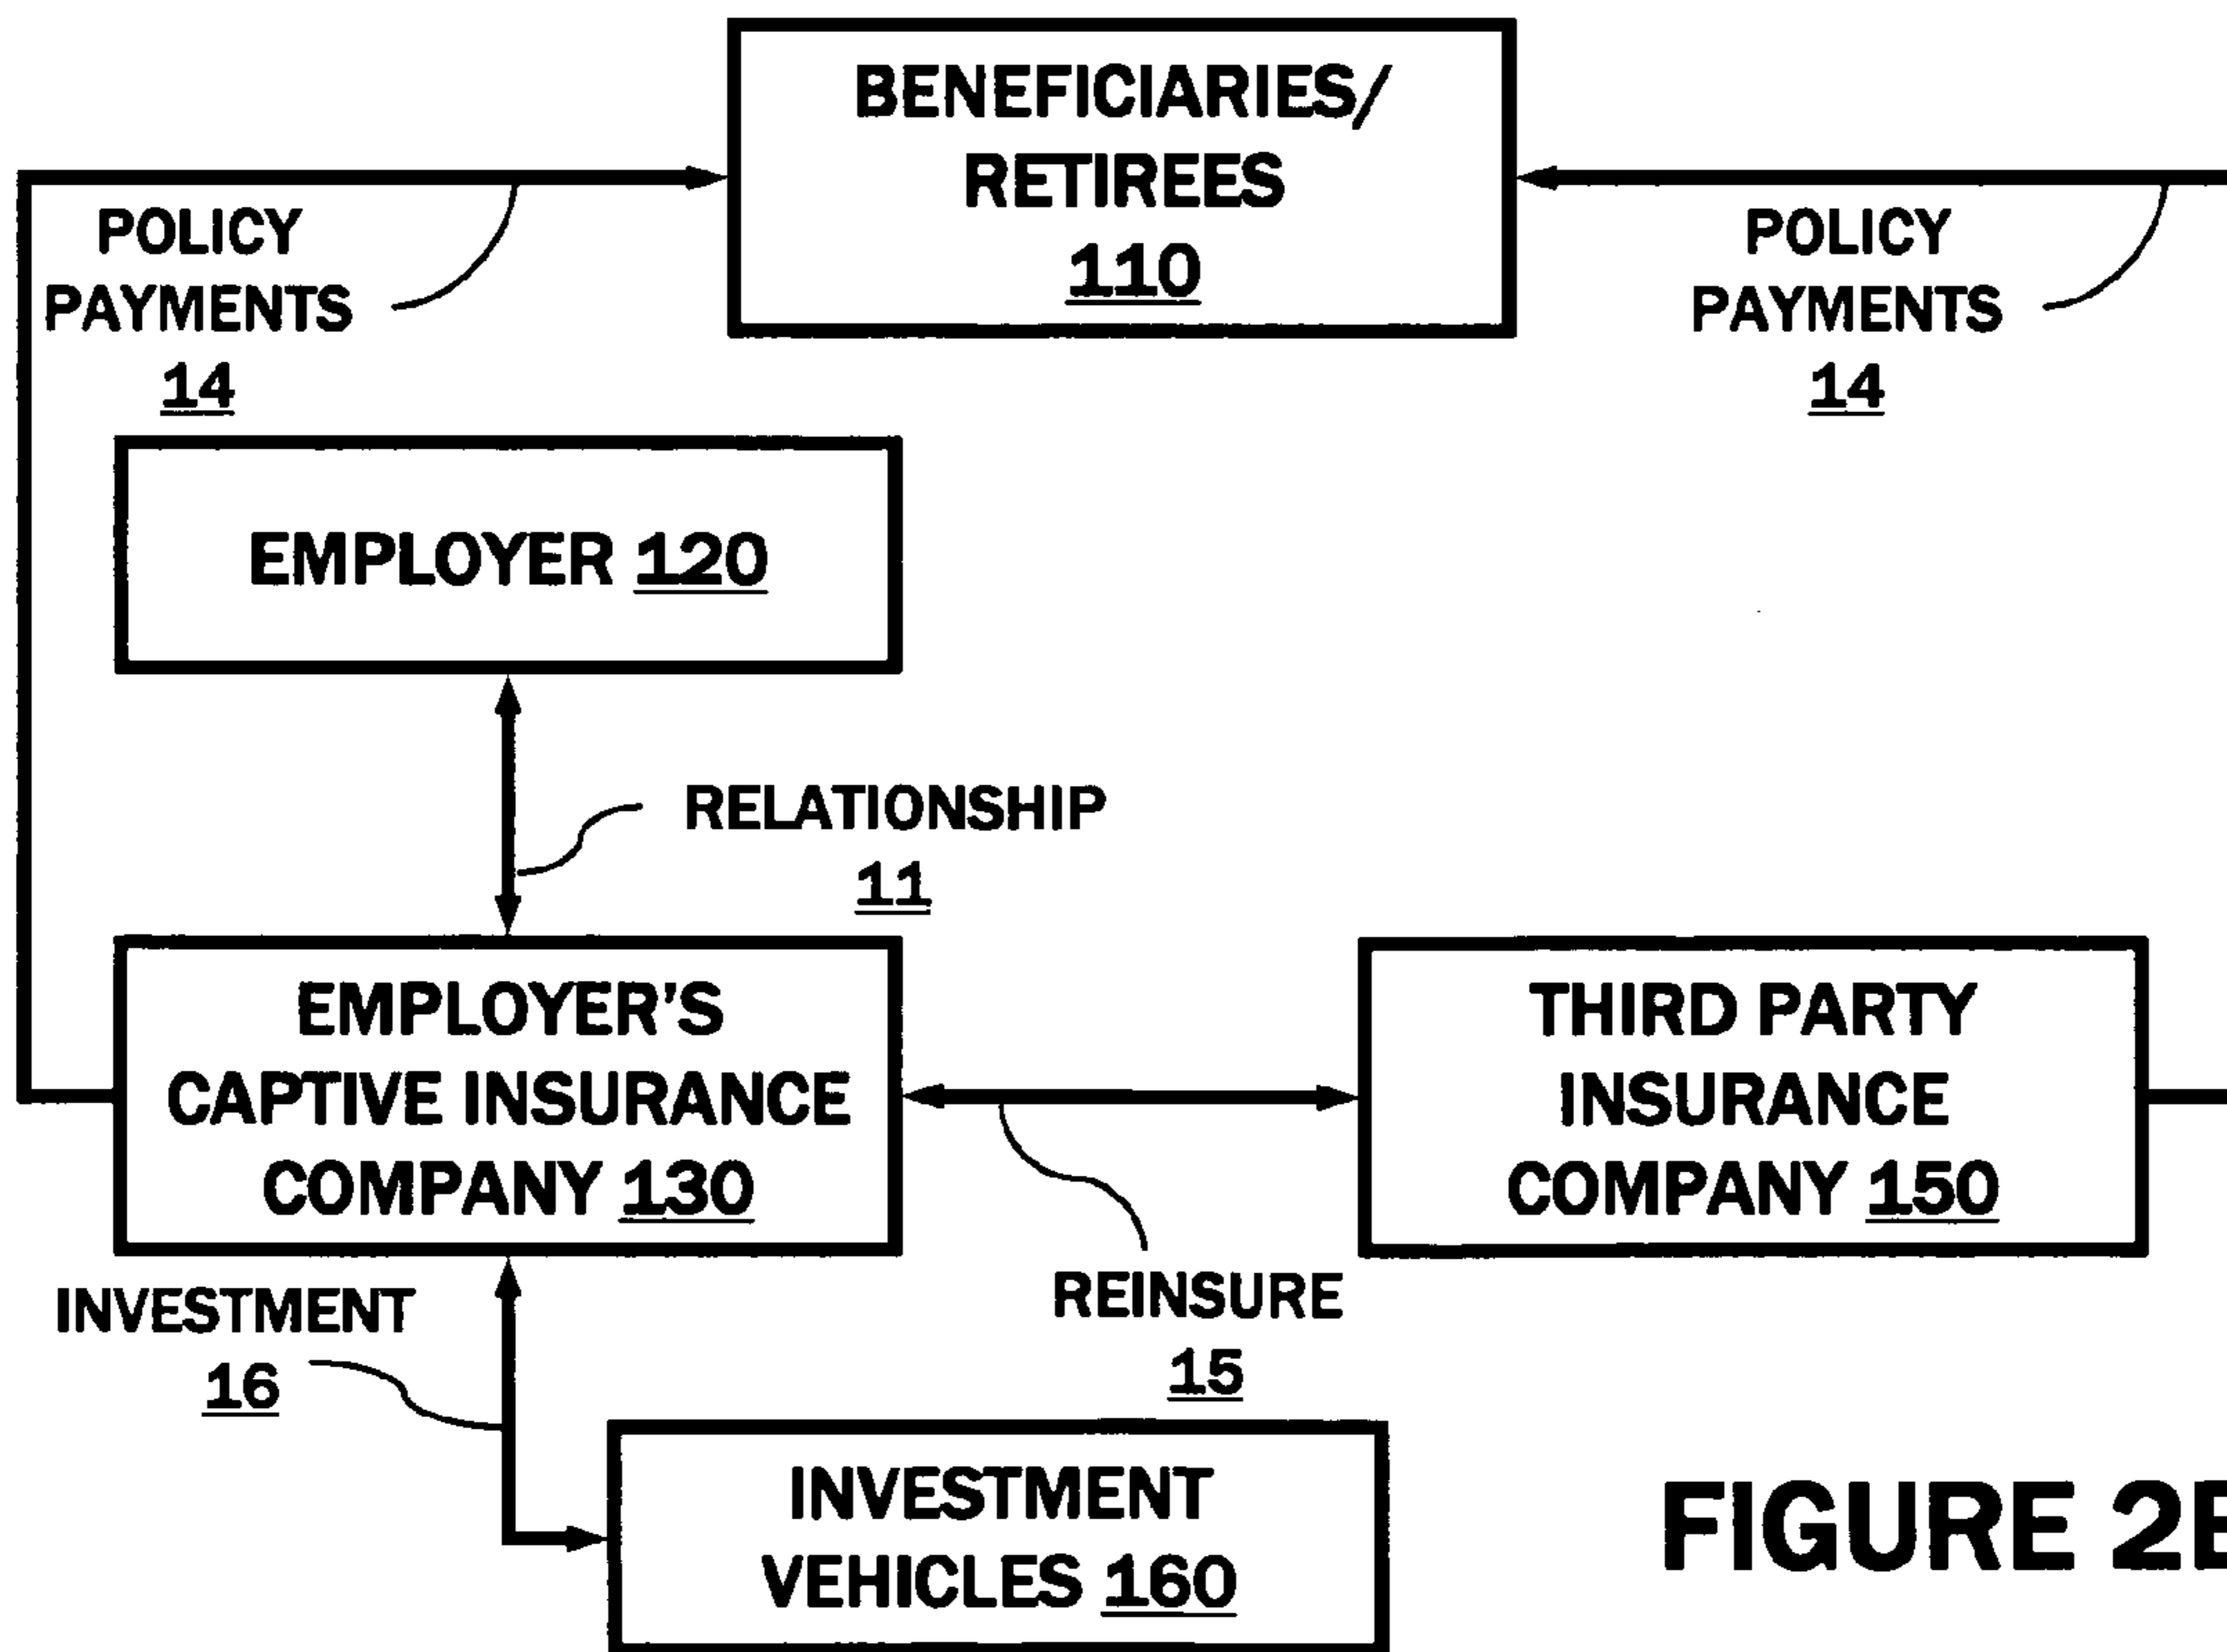 BENEFICIARIES/
RETIREES
110
POLICY
PAYMENTS
14
POLICY
PAYMENTS
14
EMPLOYER 120
RELATIONSHIP
11
EMPLOYER'S
CAPTIVE INSURANCE
COMPANY 130
THIRD PARTY
INSURANCE
COMPANY 150
INVESTMENT
16
REINSURE
15
INVESTMENT
VEHICLES 160
FIGURE